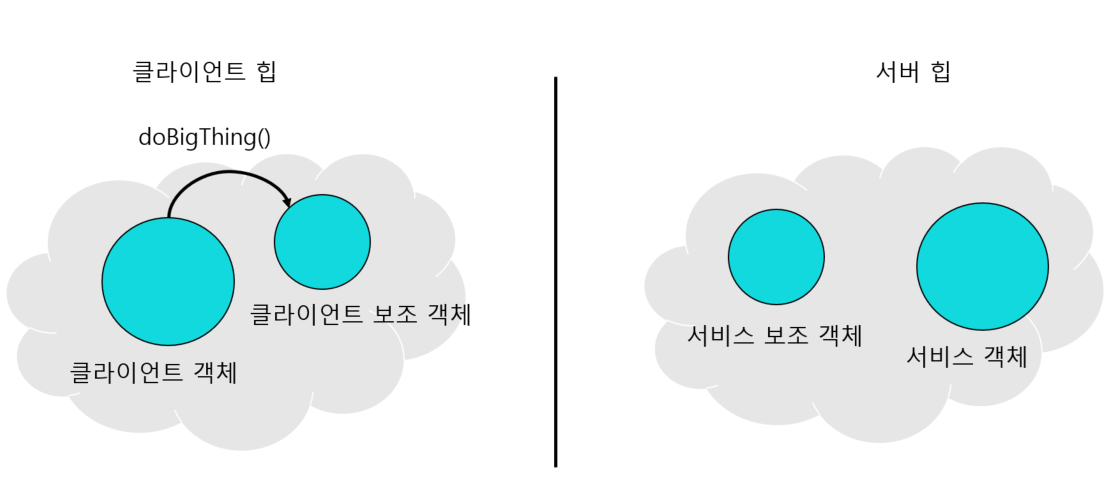 클라이언트 힙
서버 힙
doBigThing()
클라이언트 보조 객체
클라이언트 객체
서비스 보조 객체
서비스 객체